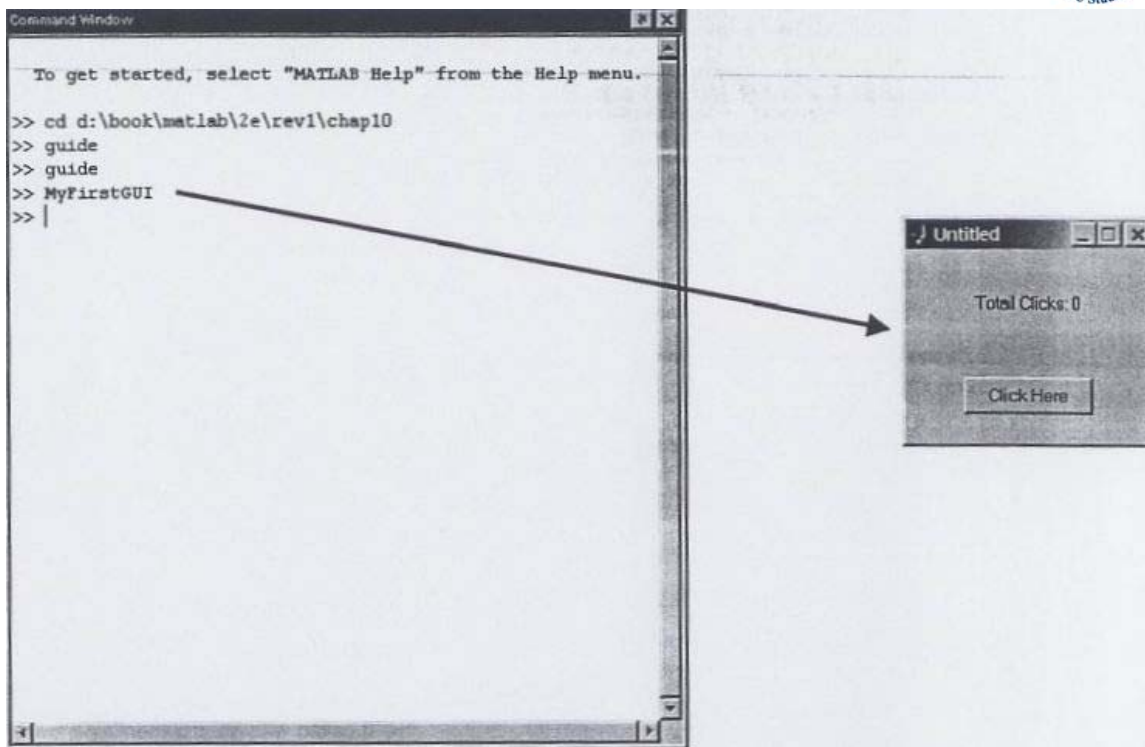 Command Window
To get started, select "MATLAB Help" from the Help menu.
>> cd d:\book\matlab\2e\rev1\chap10
>> guide
>> guide
>> MyFirstGUI
>>
Untitled
Total Clicks: 0
Click Here